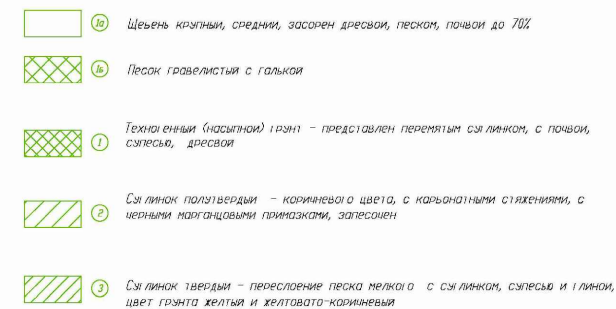 1а Щебень крупный, средний, засорен дресвой, песком, почвой до 70%
1б Песок гравелистый с галькой
1 Техногенный (насыпной) грунт - представлен перемятым суглинком, с почвой,
супесью, дресвой
2 Суглинок полутвердый - коричневого цвета, с карбонатными стяжениями, с
черными марганцовыми примазками, запесочен
3 Суглинок твердый - переслоение песка мелкого с суглинком, супесью и глиной,
цвет грунта желтый и желтовато-коричневый